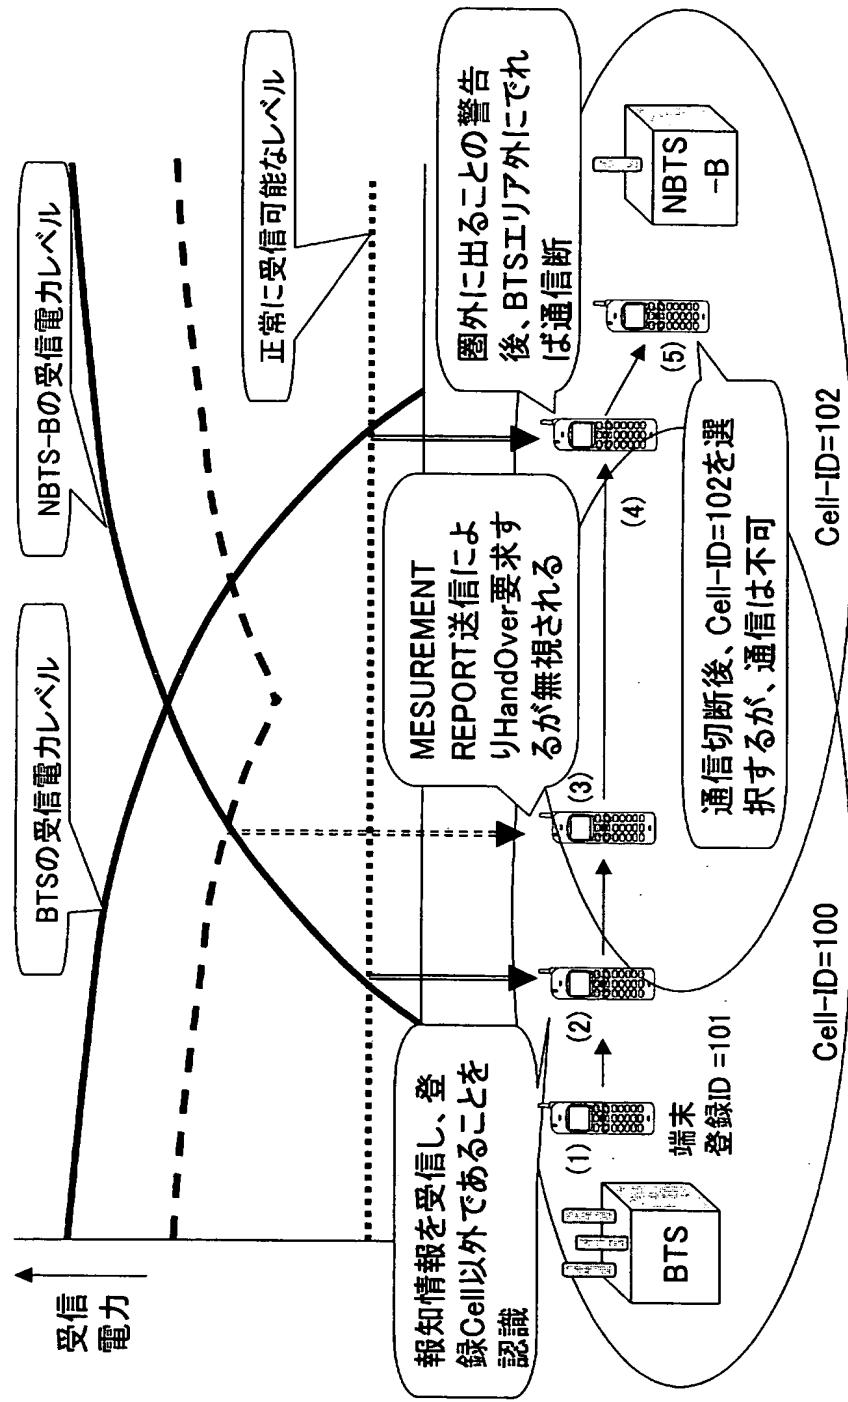 受信
電力
BTSの受信電力レベル
NBTS-Bの受信電力レベル
正常に受信可能なレベル
報知情報を受信し、登
録Cell以外であることを
認識
MESUREMENT
REPORT送信によ
りHandOver要求す
るが無視される
圏外に出ることの警告
後、BTSエリア外にでれ
ば通信断
BTS
(1)
端末
登録ID =101
(2)
(3)
(4)
(5)
NBTS
-B
通信切断後、Cell-ID=102を選
択するが、通信は不可
Cell-ID=100
Cell-ID=102